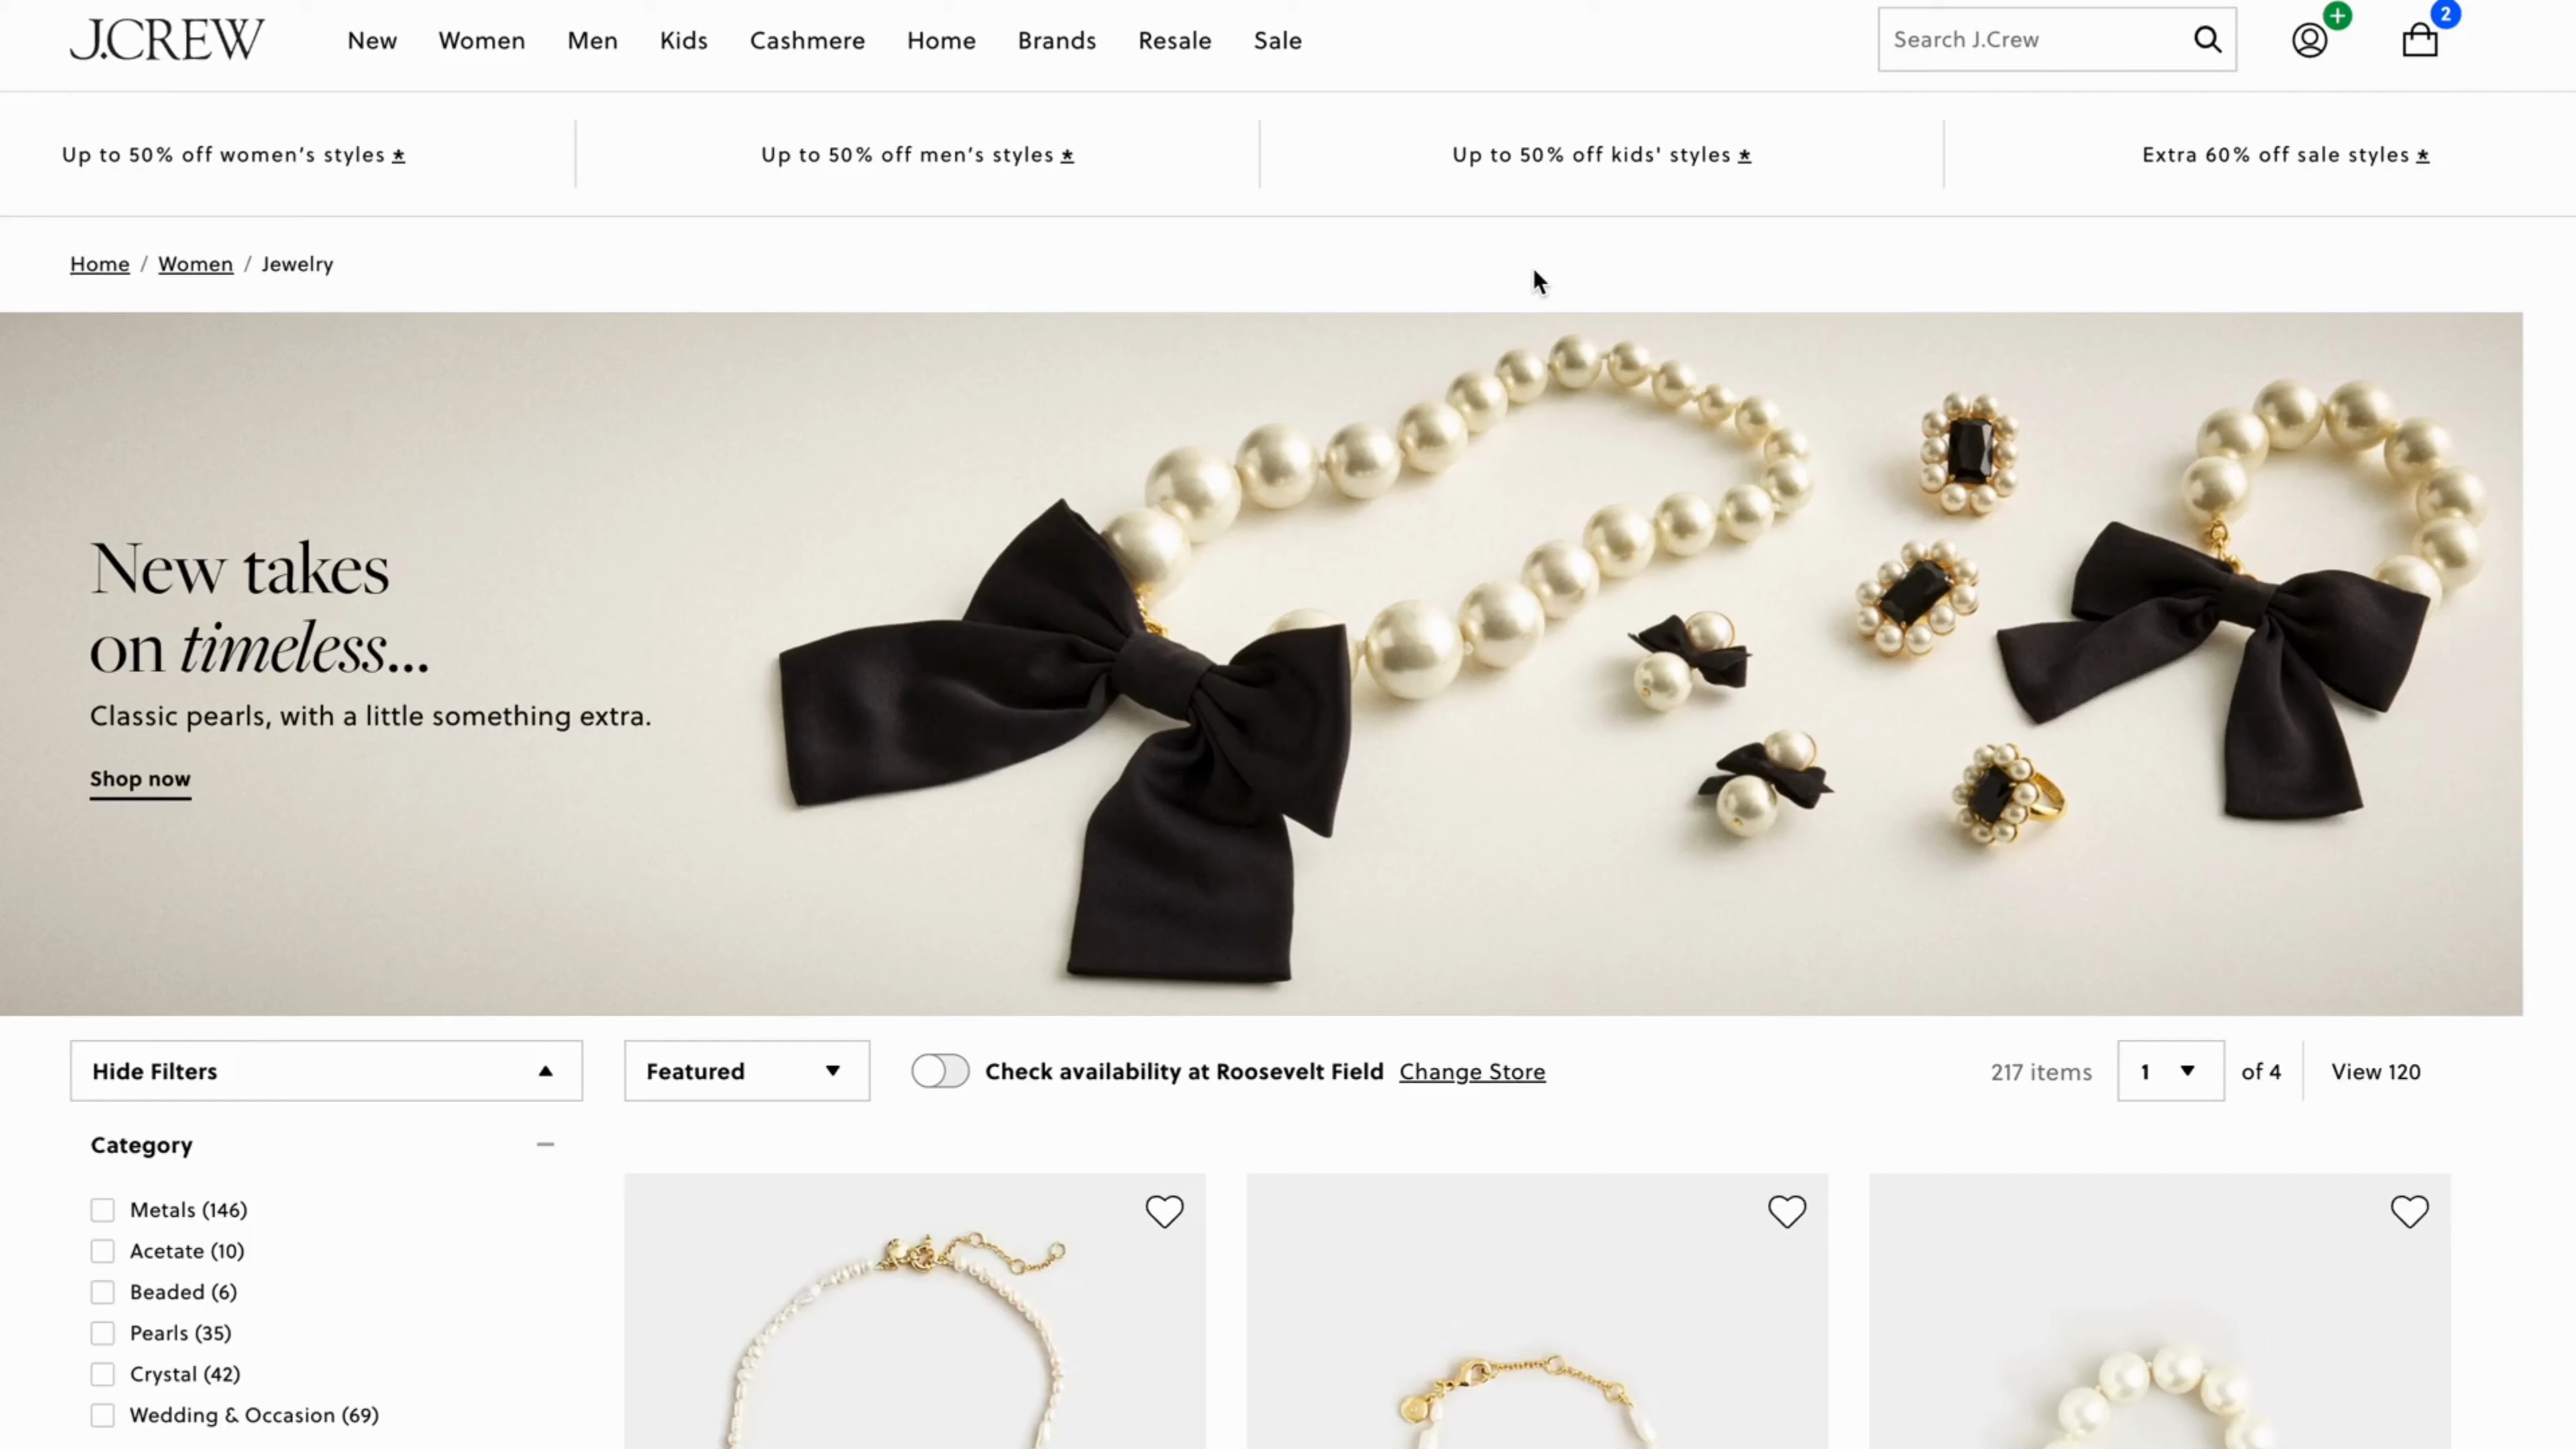 J.CREW
New Women Men Kids Cashmere Home Brands Resale Sale
Search J.Crew
+
2
Up to 50% off women's styles *
Up to 50% off men's styles *
Up to 50% off kids' styles *
Extra 60% off sale styles *
Home / Women / Jewelry
New takes
on timeless...
Classic pearls, with a little something extra.
Shop now
Hide Filters
Featured
Check availability at Roosevelt Field Change Store
217 items
1
of 4
View 120
Category
Metals (146)
Acetate (10)
Beaded (6)
Pearls (35)
Crystal (42)
Wedding & Occasion (69)